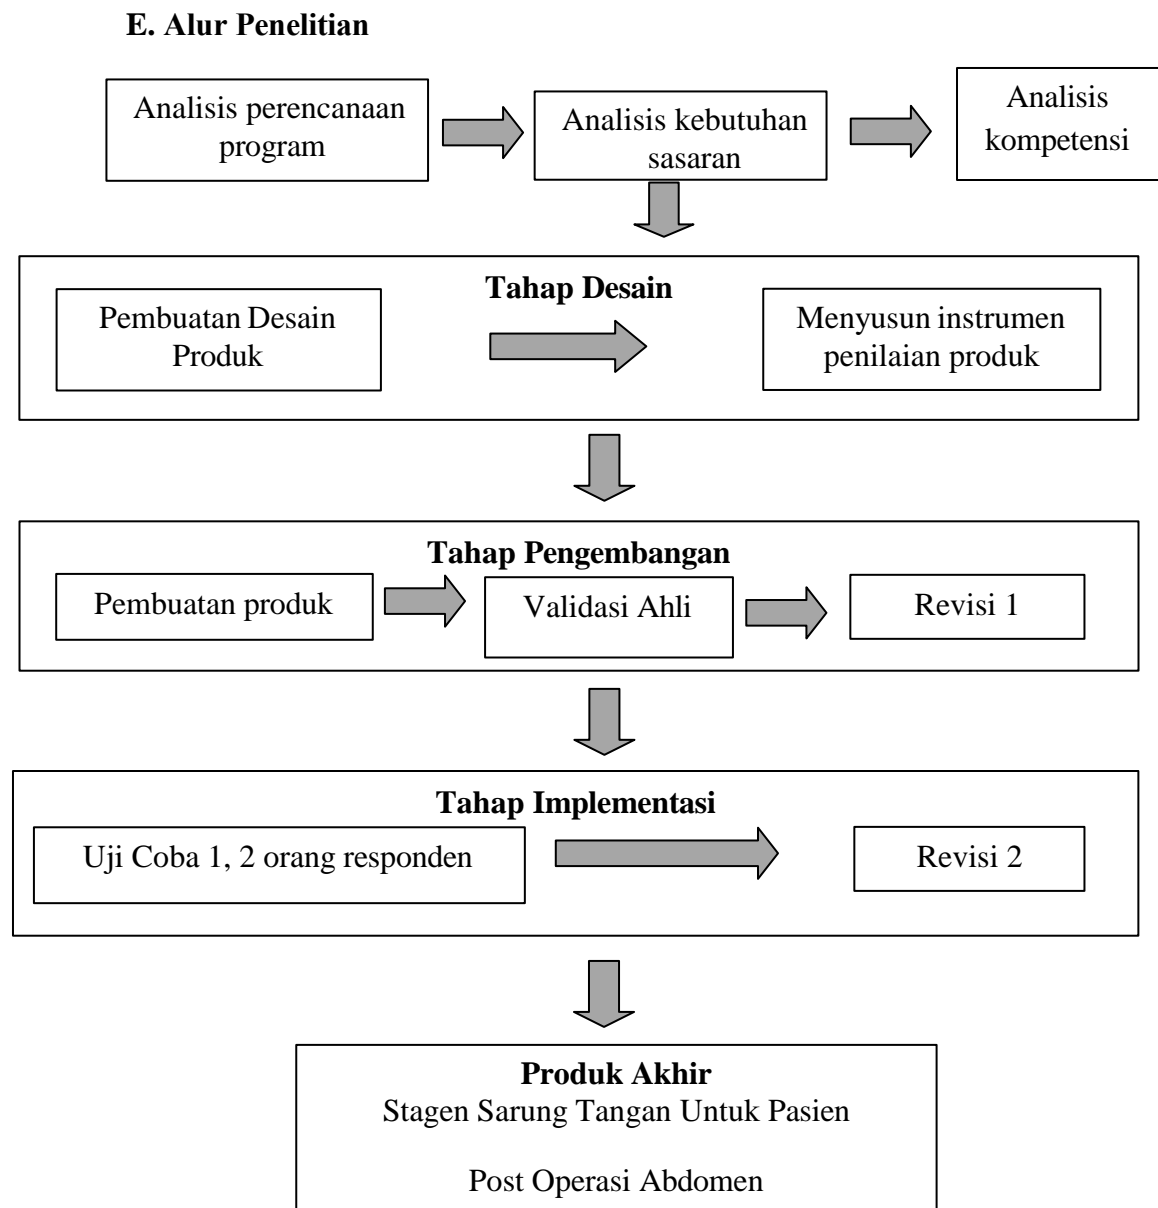 E. Alur Penelitian
Analisis perencanaan
program
Analisis kebutuhan
sasaran
Analisis
kompetensi
Tahap Desain
Pembuatan Desain
Produk
Menyusun instrumen
penilaian produk
Tahap Pengembangan
Pembuatan produk
Validasi Ahli
Revisi 1
Tahap Implementasi
Uji Coba 1, 2 orang responden
Revisi 2
Produk Akhir
Stagen Sarung Tangan Untuk Pasien
Post Operasi Abdomen